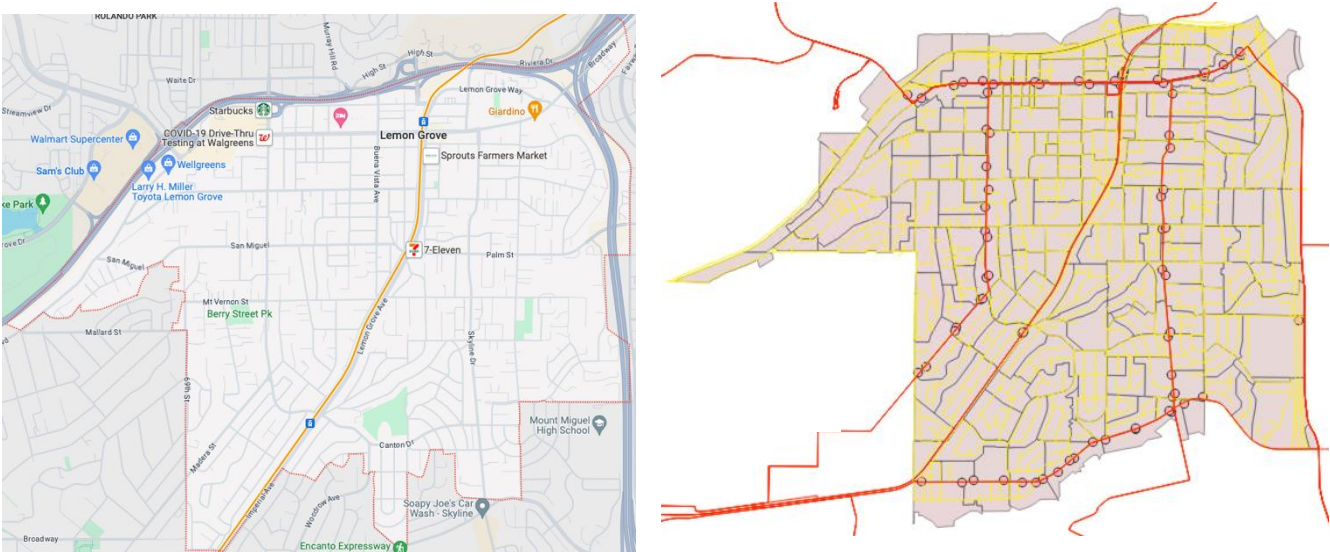 ROLANDO PARK
Murray Hill Rd
High St
High St
Riviera Dr
Broadway
Waite Dr
Streamview Dr
Lemon Grove Way
Starbucks
Giardino
Walmart Supercenter
COVID-19 Drive-Thru
Testing at Walgreens
Lemon Grove
Buena Vista Ave
Sprouts Farmers Market
Sam's Club
Wellgreens
Larry H. Miller
Toyota Lemon Grove
ke Park
rove Dr
San Miguel
7-Eleven
Palm St
San Miguel
Mt Vernon St
Berry Street Pk
Mallard St
Lemon Grove Ave
Skyline Dr
69th St
Mount Miguel
High School
Madera St
Canton Dr
Imperial Ave
Woodrow Ave
Soapy Joe's Car
Wash - Skyline
Broadway
Encanto Expressway